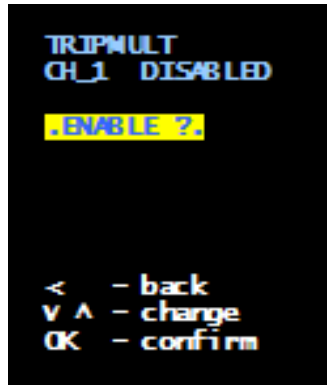 TRIPMULT
CH_1 DISABLED
.ENABLE ?.
< - back
v ^ - change
OK - confirm